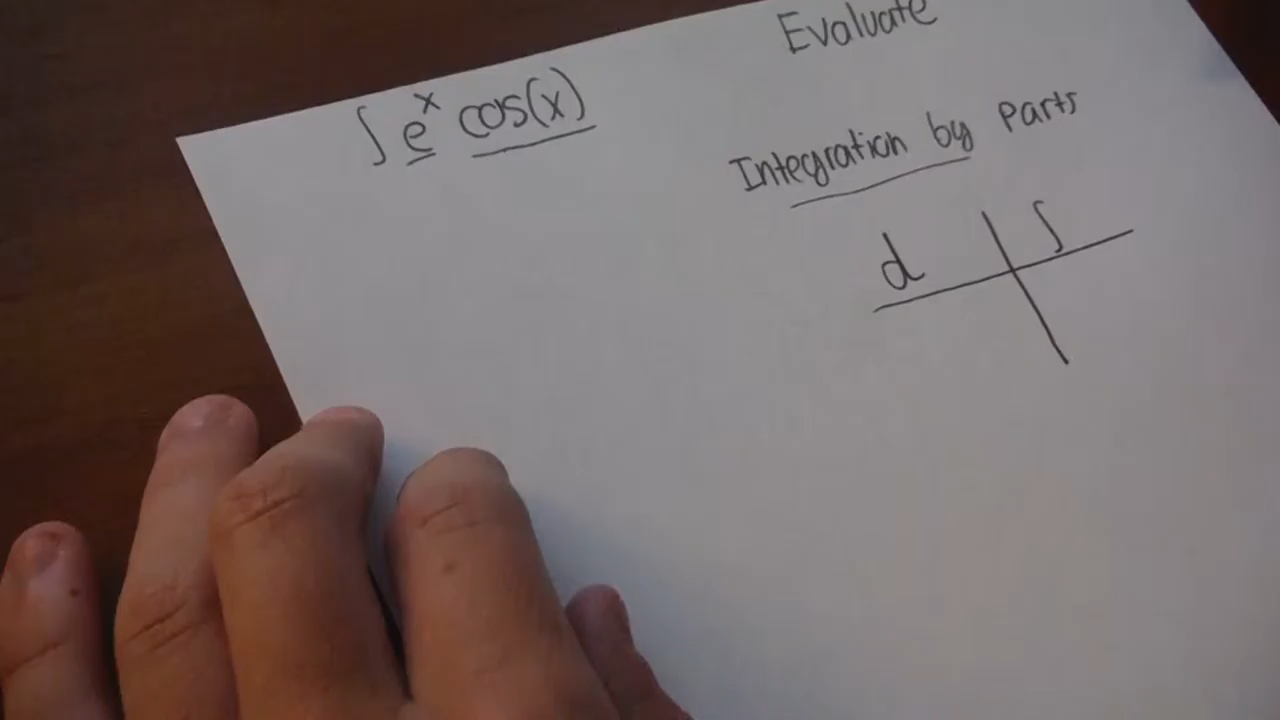 Evaluate
∫ e^x cos(x)
Integration by Parts
d | ∫